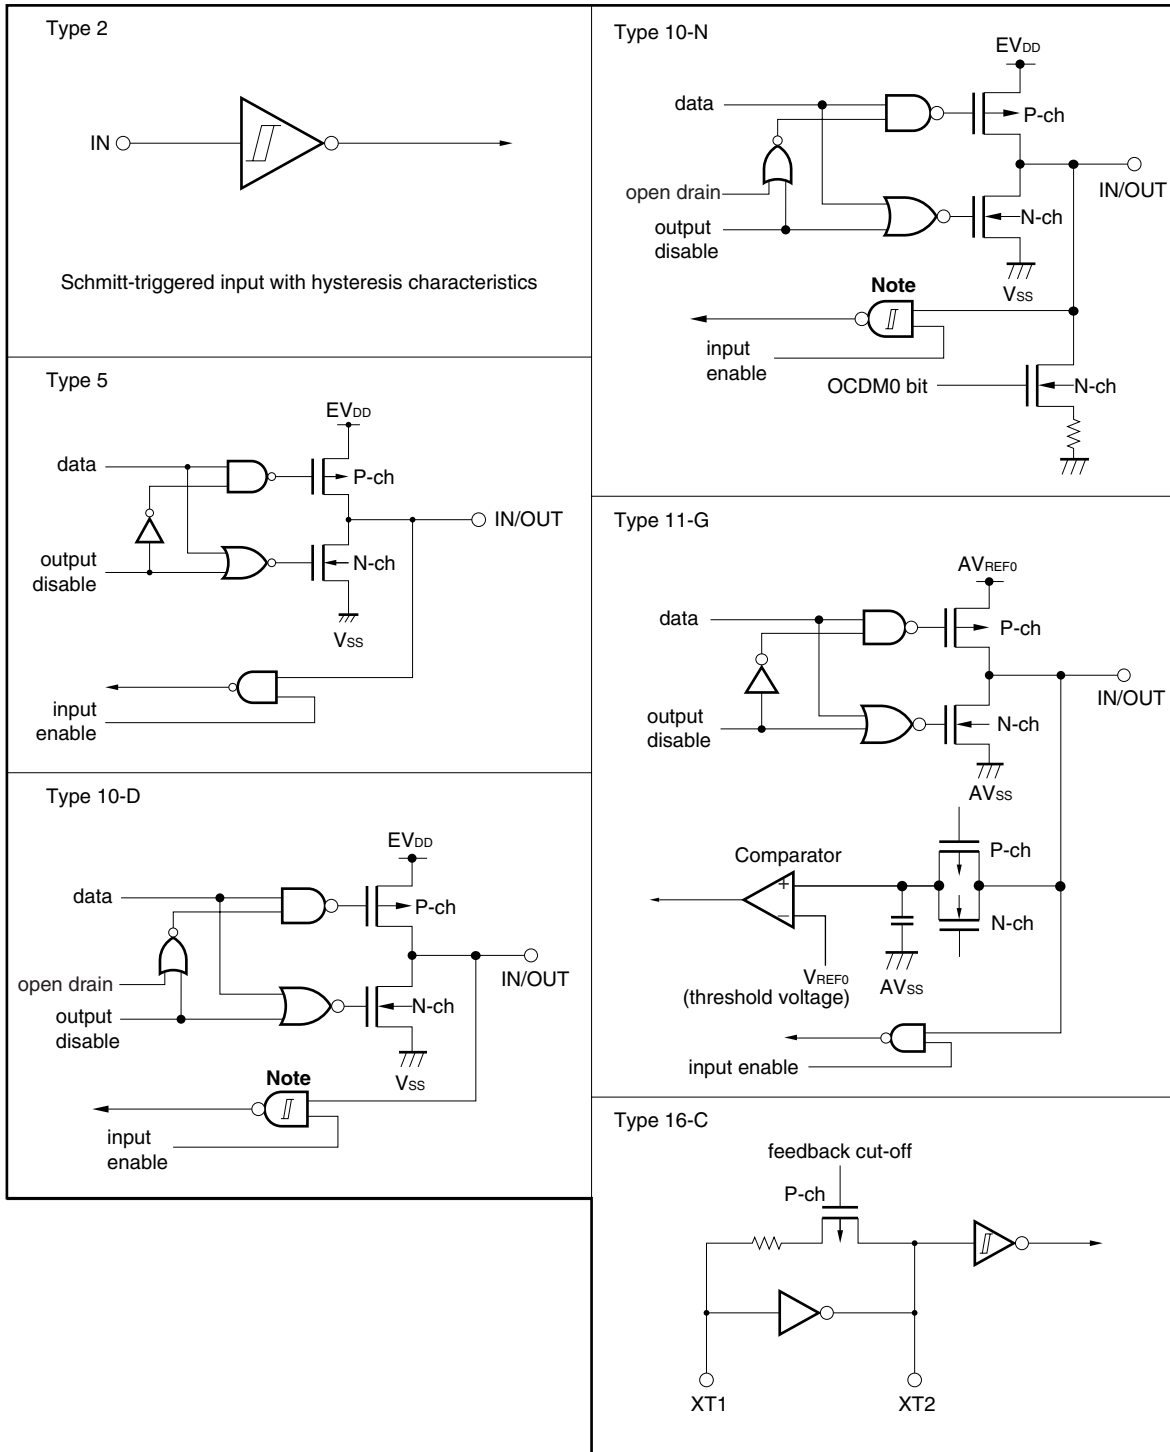 Type 2
IN
Schmitt-triggered input with hysteresis characteristics
Type 5
EVDD
data
P-ch
IN/OUT
output
disable
N-ch
VSS
input
enable
Type 10-D
EVDD
data
P-ch
open drain
IN/OUT
output
disable
N-ch
VSS
Note
input
enable
Type 10-N
EVDD
data
P-ch
open drain
IN/OUT
output
disable
N-ch
VSS
Note
input
enable
OCDM0 bit
N-ch
Type 11-G
AVREF0
data
P-ch
IN/OUT
output
disable
N-ch
AVSS
P-ch
Comparator
+
−
N-ch
VREF0
(threshold voltage)
AVSS
input enable
Type 16-C
feedback cut-off
P-ch
XT1
XT2